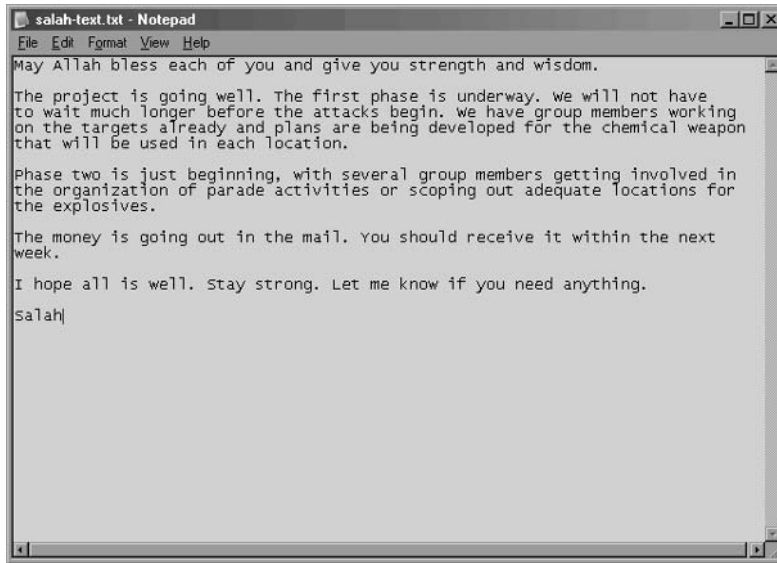 salah-text.txt - Notepad
File Edit Format View Help
May Allah bless each of you and give you strength and wisdom.
The project is going well. The first phase is underway. We will not have
to wait much longer before the attacks begin. We have group members working
on the targets already and plans are being developed for the chemical weapon
that will be used in each location.
Phase two is just beginning, with several group members getting involved in
the organization of parade activities or scoping out adequate locations for
the explosives.
The money is going out in the mail. You should receive it within the next
week.
I hope all is well. Stay strong. Let me know if you need anything.
Salah